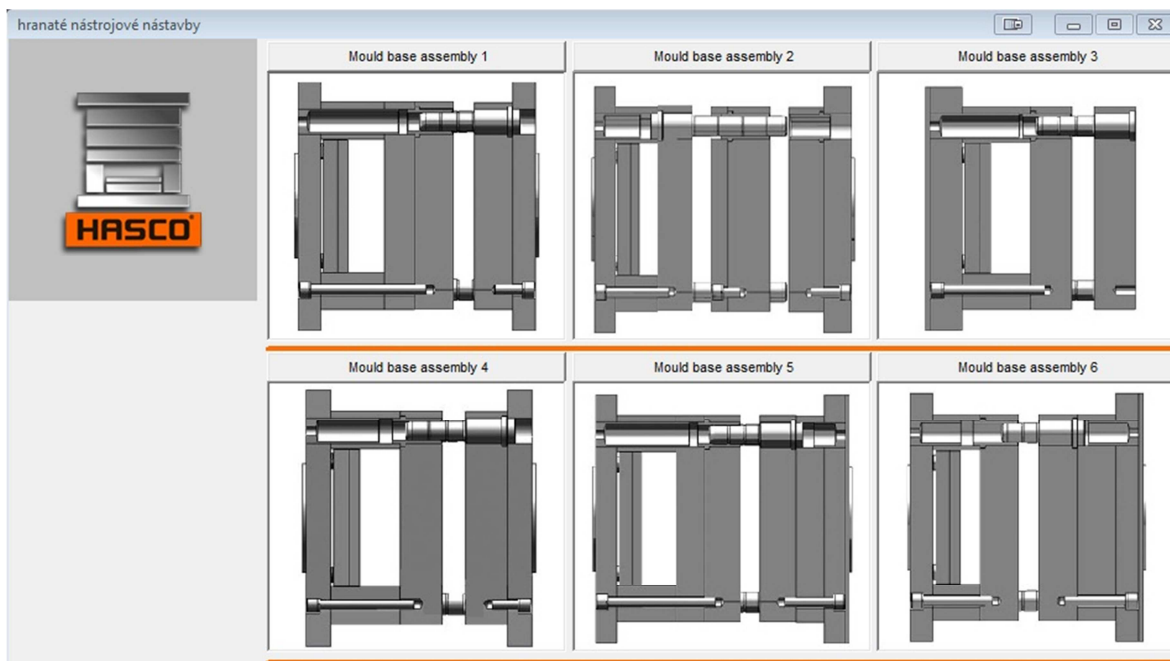 hranaté nástrojové nástavby
Mould base assembly 1
Mould base assembly 2
Mould base assembly 3
HASCO®
Mould base assembly 4
Mould base assembly 5
Mould base assembly 6